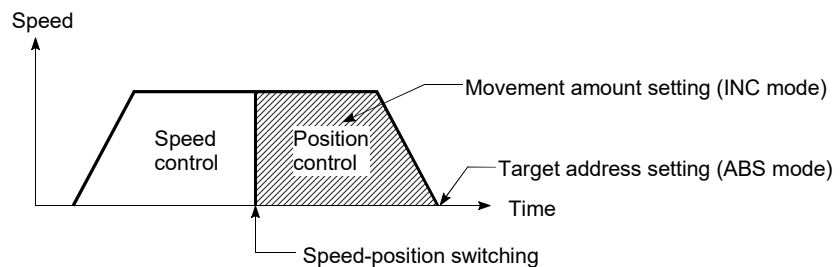 Speed
Movement amount setting (INC mode)
Speed
control
Position
control
Target address setting (ABS mode)
Time
Speed-position switching